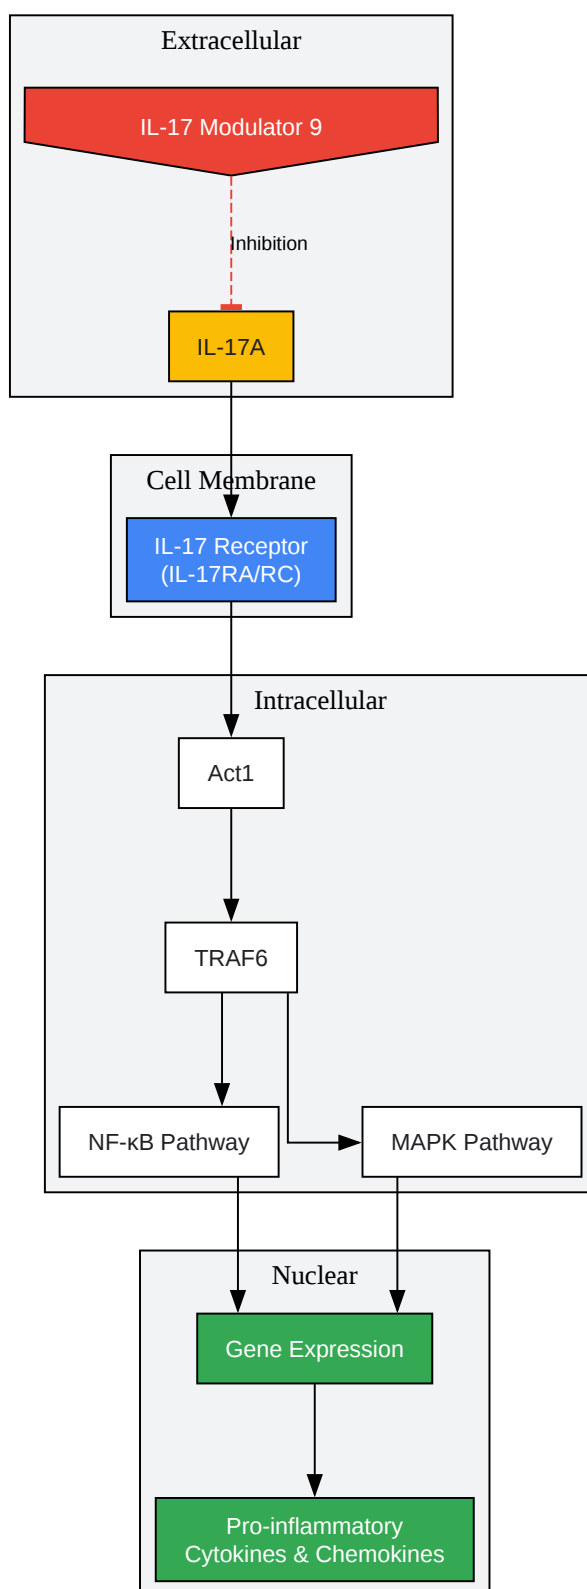 Extracellular
IL-17 Modulator 9
Inhibition
IL-17A
Cell Membrane
IL-17 Receptor
(IL-17RA/RC)
Intracellular
Act1
TRAF6
NF-κB Pathway
MAPK Pathway
Nuclear
Gene Expression
Pro-inflammatory
Cytokines & Chemokines